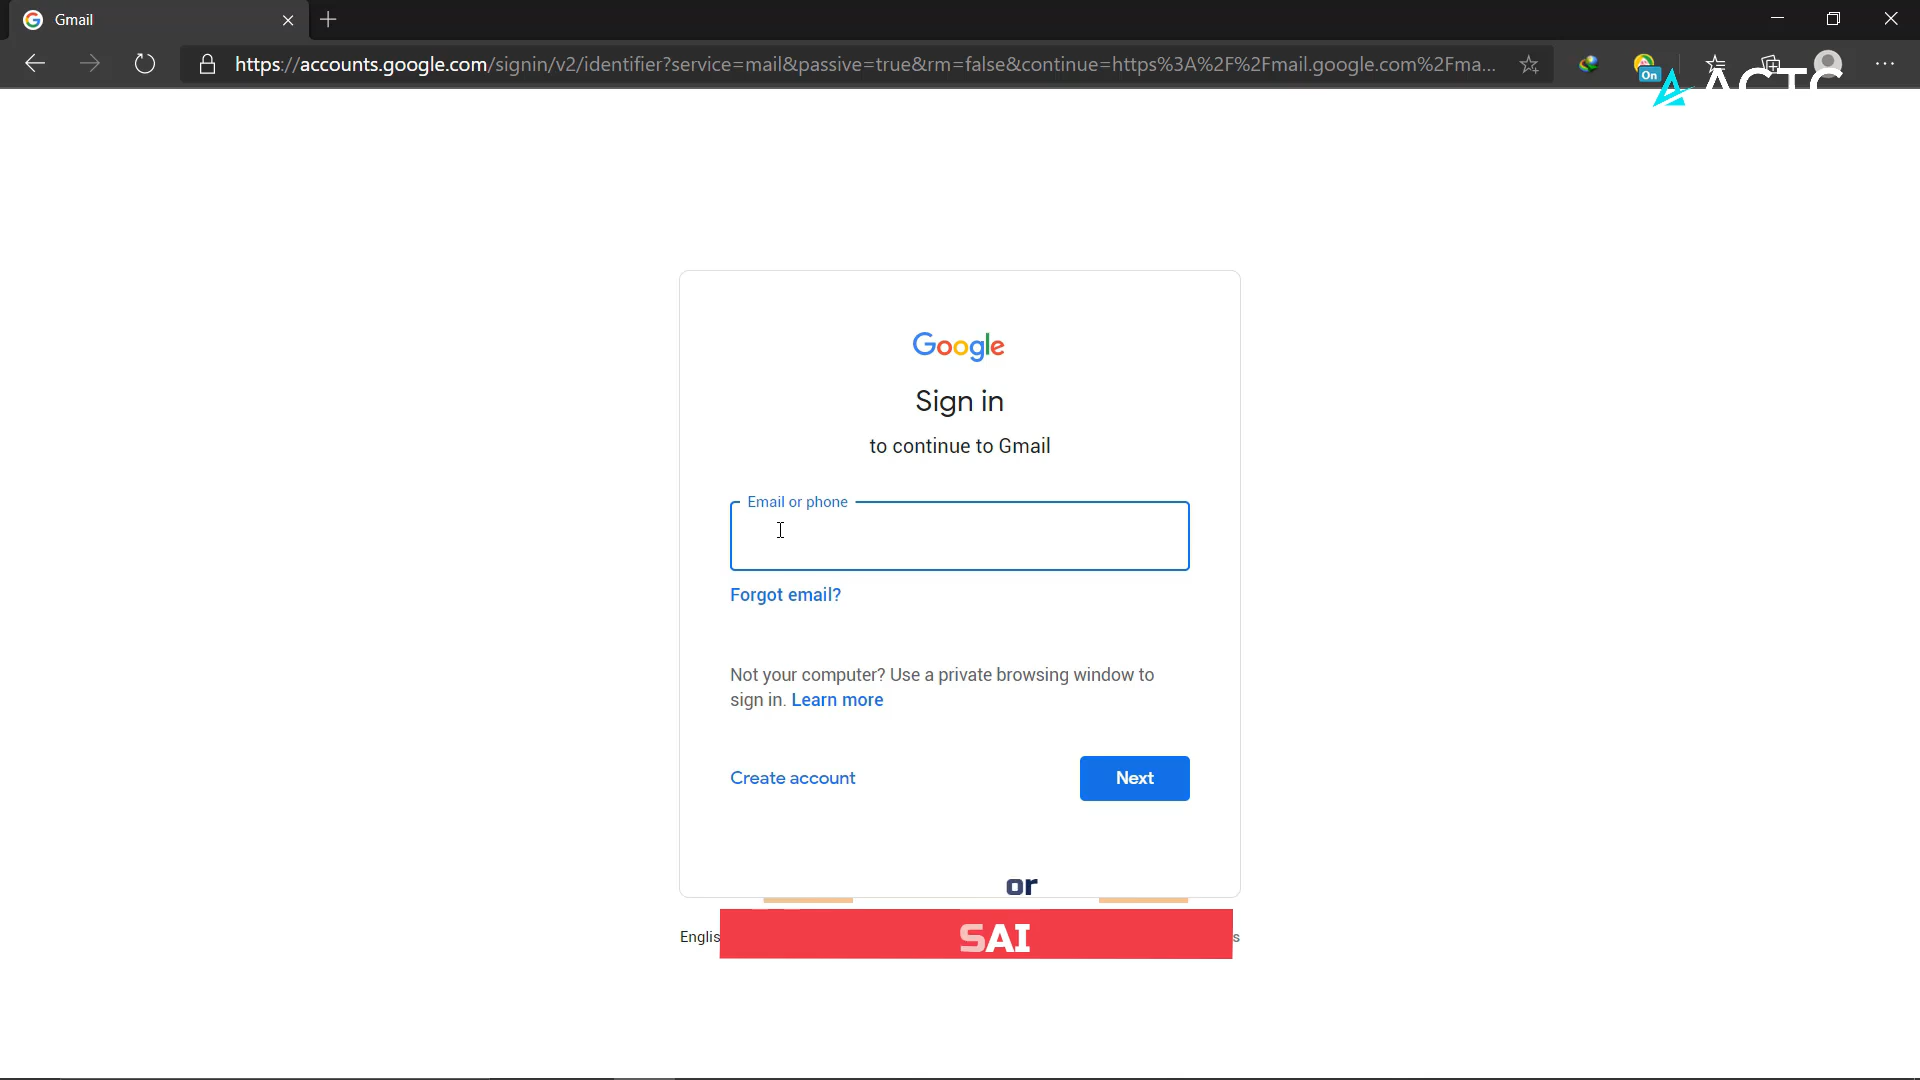 Gmail
https://accounts.google.com/signin/v2/identifier?service=mail&passive=true&rm=false&continue=https%3A%2F%2Fmail.google.com%2Fma...
On
Google
Sign in
to continue to Gmail
Email or phone
Forgot email?
Not your computer? Use a private browsing window to
sign in. Learn more
Create account
Next
or
SAI